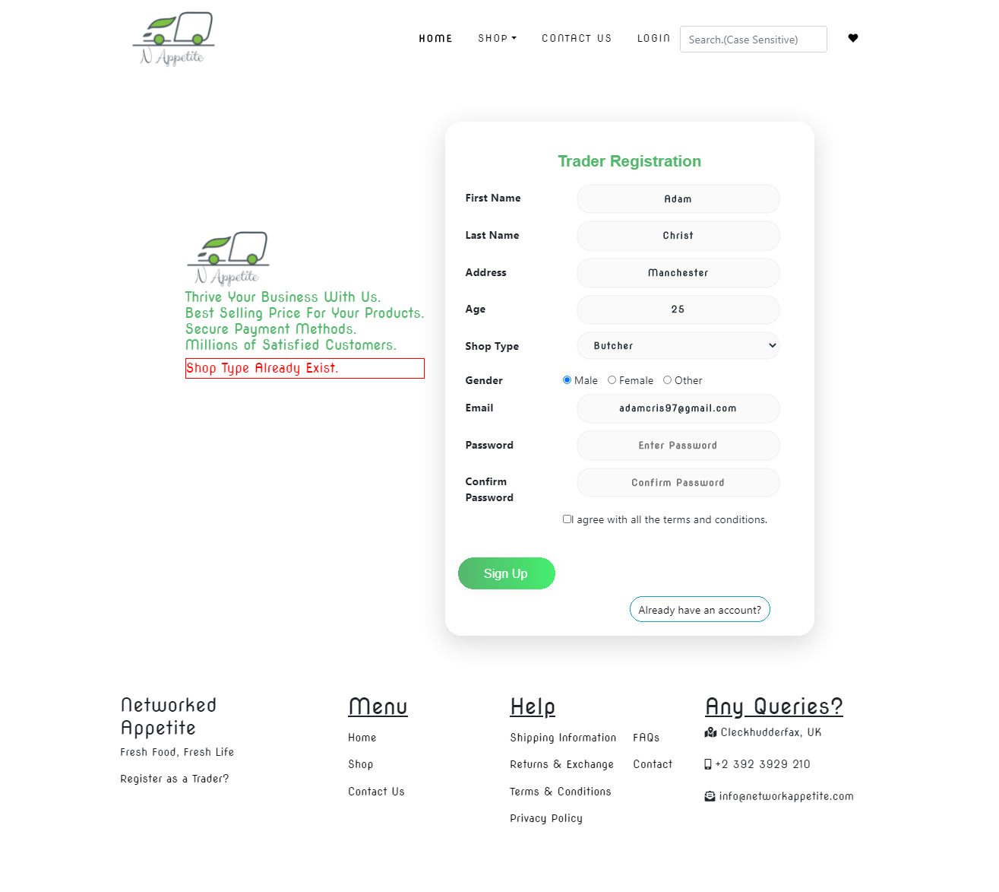 N Appetite
HOME SHOP CONTACT US LOGIN Search.(Case Sensitive)
N Appetite
Thrive Your Business With Us.
Best Selling Price For Your Products.
Secure Payment Methods.
Millions of Satisfied Customers.
Shop Type Already Exist.
Trader Registration
First Name Adam
Last Name Christ
Address Manchester
Age 25
Shop Type Butcher
Gender Male Female Other
Email adamcris97@gmail.com
Password Enter Password
Confirm Password Confirm Password
I agree with all the terms and conditions.
Sign Up
Already have an account?
Networked
Appetite
Fresh Food, Fresh Life
Register as a Trader?
Menu
Home
Shop
Contact Us
Help
Shipping Information FAQs
Returns & Exchange Contact
Terms & Conditions
Privacy Policy
Any Queries?
Cleckhudderfax, UK
+2 392 3929 210
info@networkappetite.com